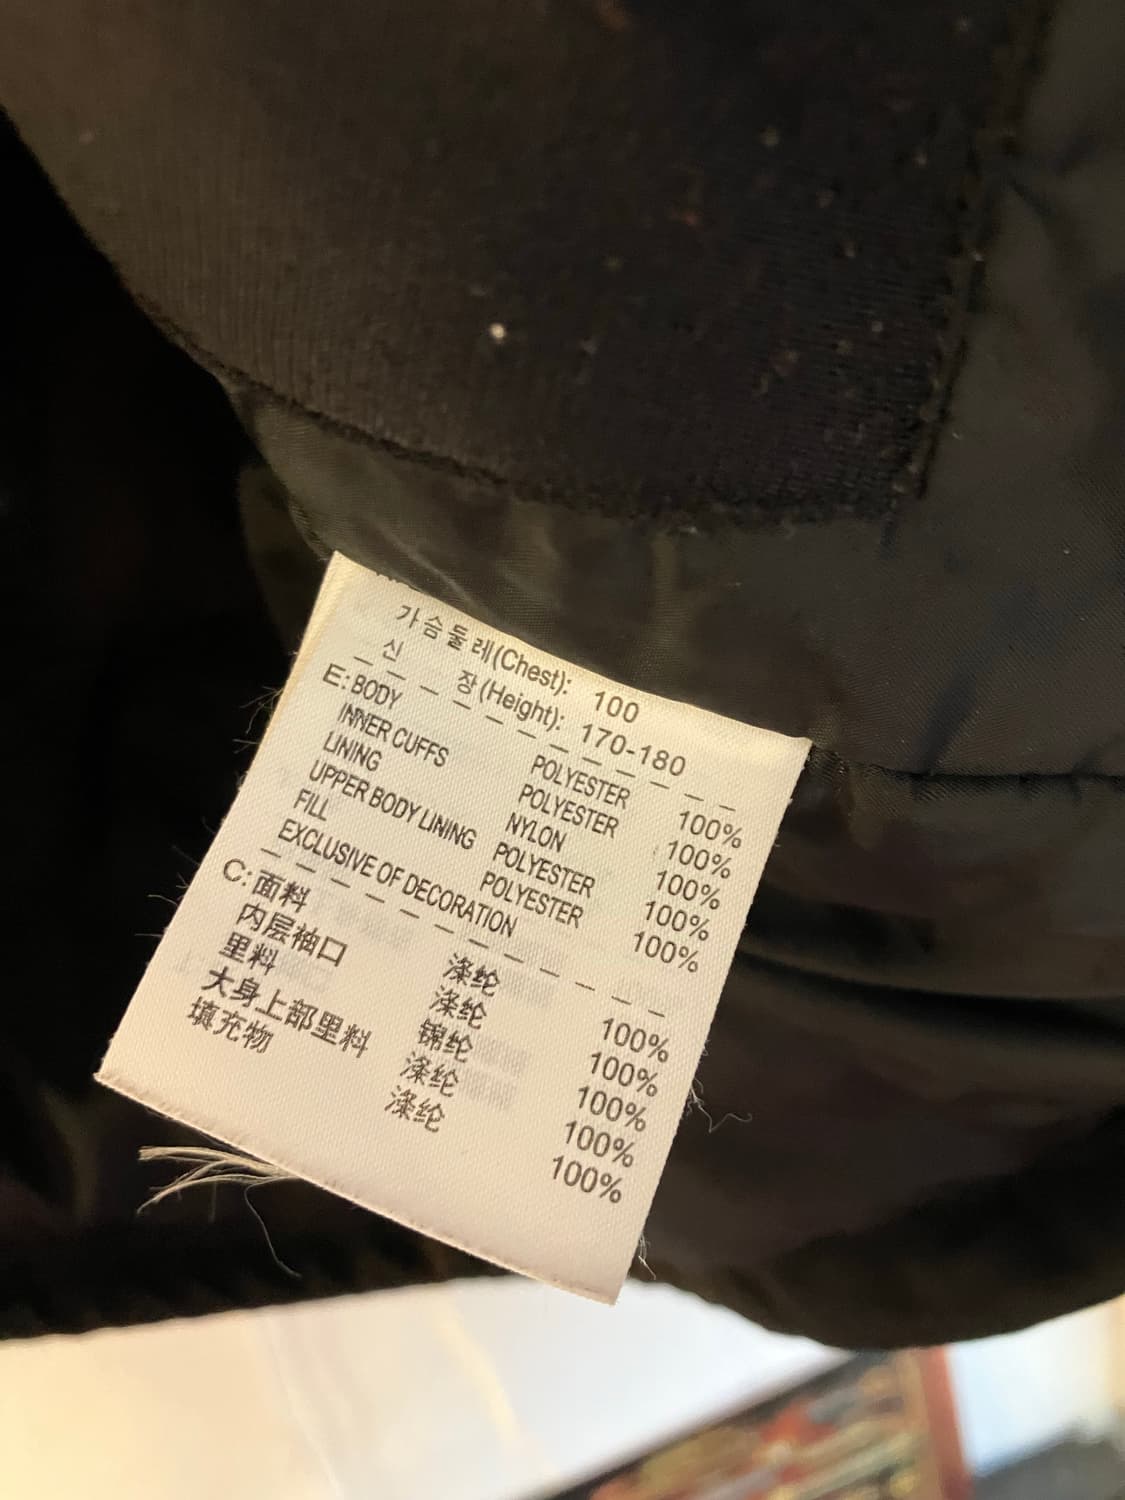 가슴둘레(Chest): 100
신 장(Height): 170-180
E: BODY POLYESTER 100%
INNER CUFFS POLYESTER 100%
LINING NYLON 100%
UPPER BODY LINING POLYESTER 100%
FILL POLYESTER 100%
EXCLUSIVE OF DECORATION
C: 面料 涤纶 100%
内层袖口 涤纶 100%
里料 锦纶 100%
大身上部里料 涤纶 100%
填充物 涤纶 100%